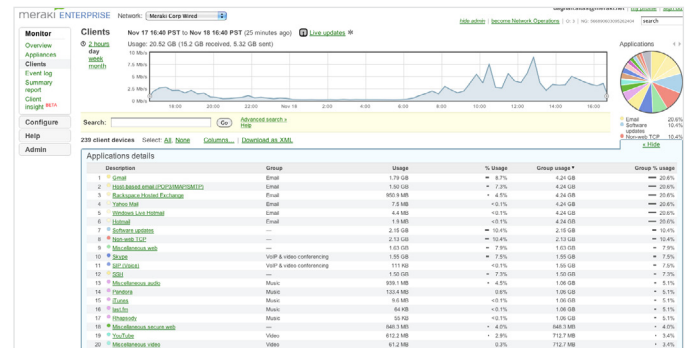 meraki ENTERPRISE Network: Meraki Corp Wired
my profile | sign out
hide admin | become Network Operations
search
Monitor
Overview
Appliances
Clients
Event log
Summary report
Client insight BETA
Configure
Help
Admin
Clients Nov 17 16:40 PST to Nov 18 16:40 PST (25 minutes ago) Live updates
2 hours
day
week
month
Usage: 20.52 GB (15.2 received, 5.32 GB sent)
10 Mb/s
7.5 Mb/s
5 Mb/s
2.5 Mb/s
18:00 20:00 22:00 Nov 18 2:00 4:00 6:00 8:00 10:00 12:00 14:00 16:00
Applications
Email 20.6%
Software updates 10.4%
Non-web TCP 10.4%
« Hide
Search: Go Advanced search »
Help
239 client devices Select: All, None Columns... | Download as XML
Applications details
Description Group Usage % Usage Group usage ▼ Group % usage
1 Gmail Email 1.79 GB 8.7% 4.24 GB 20.6%
2 Host-based email (POP3/IMAP/SMTP) Email 1.50 GB 7.3% 4.24 GB 20.6%
3 Rackspace Hosted Exchange Email 950.9 MB 4.5% 4.24 GB 20.6%
4 Yahoo Mail Email 7.5 MB <0.1% 4.24 GB 20.6%
5 Windows Live Hotmail Email 4.4 MB <0.1% 4.24 GB 20.6%
6 Hotmail Email 1.9 MB <0.1% 4.24 GB 20.6%
7 Software updates — 2.15 GB 10.4% 2.15 GB 10.4%
8 Non-web TCP — 2.13 GB 10.4% 2.13 GB 10.4%
9 Miscellaneous web — 1.63 GB 7.9% 1.63 GB 7.9%
10 Skype VoIP & video conferencing 1.55 GB 7.5% 1.55 GB 7.5%
11 SIP (Voice) VoIP & video conferencing 111 KB <0.1% 1.55 GB 7.5%
12 SSH — 1.50 GB 7.3% 1.50 GB 7.3%
13 Miscellaneous audio Music 939.1 MB 4.5% 1.06 GB 5.1%
14 Pandora Music 133.4 MB 0.6% 1.06 GB 5.1%
15 iTunes Music 9.6 MB <0.1% 1.06 GB 5.1%
16 last.fm Music 64 KB <0.1% 1.06 GB 5.1%
17 Rhapsody Music 55 KB <0.1% 1.06 GB 5.1%
18 Miscellaneous secure web — 846.3 MB 4.0% 846.3 MB 4.0%
19 YouTube Video 612.2 MB 2.9% 712.7 MB 3.4%
20 Miscellaneous video Video 61.2 MB 0.3% 712.7 MB 3.4%